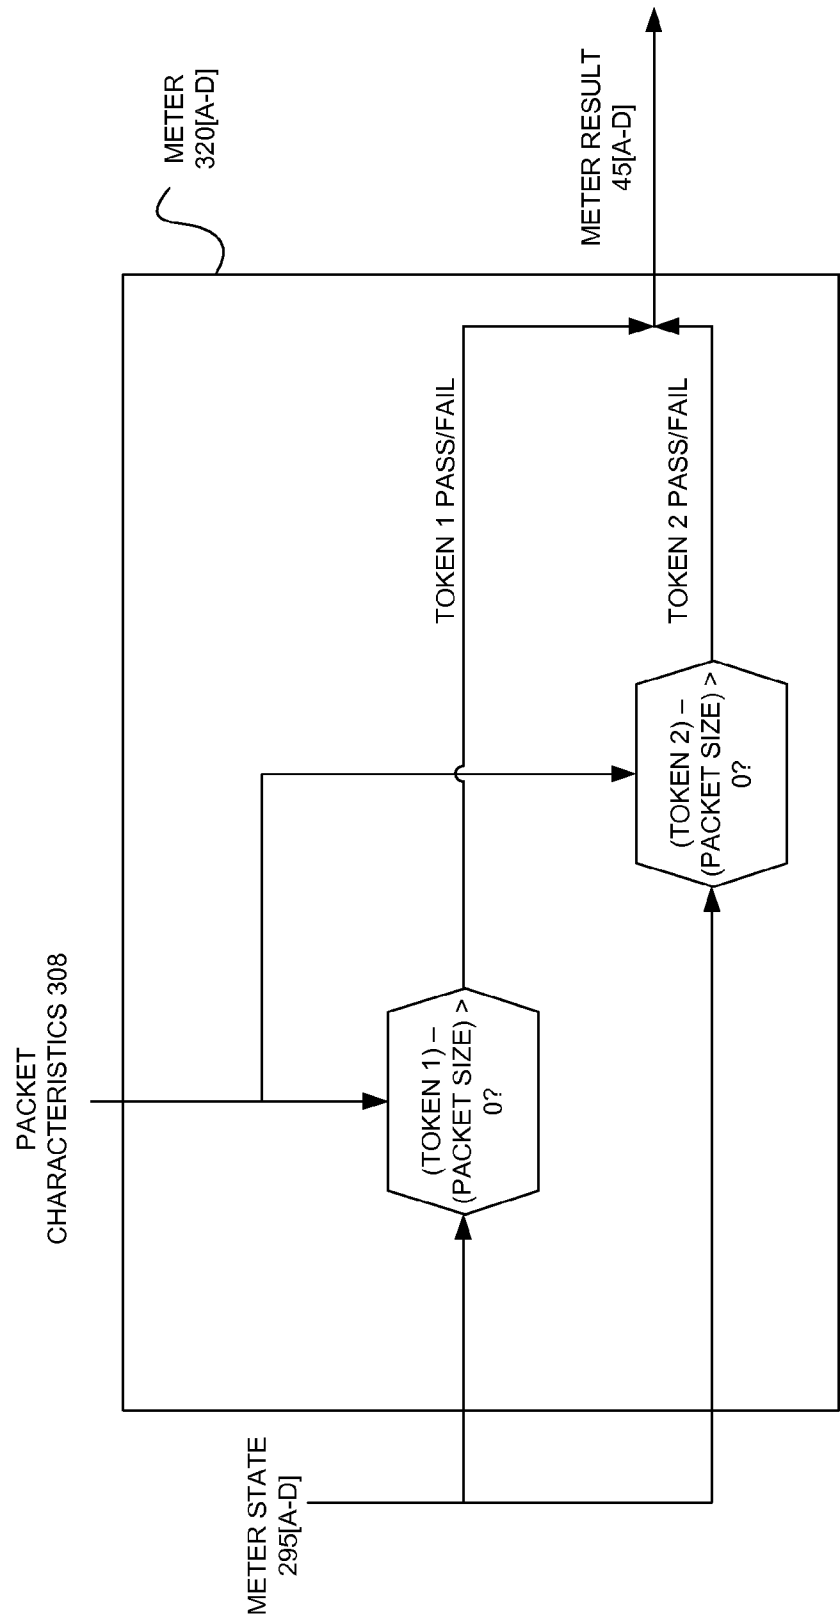 PACKET
CHARACTERISTICS 308
METER
320[A-D]
METER STATE
295[A-D]
(TOKEN 1) –
(PACKET SIZE) >
0?
TOKEN 1 PASS/FAIL
(TOKEN 2) –
(PACKET SIZE) >
0?
TOKEN 2 PASS/FAIL
METER RESULT
45[A-D]